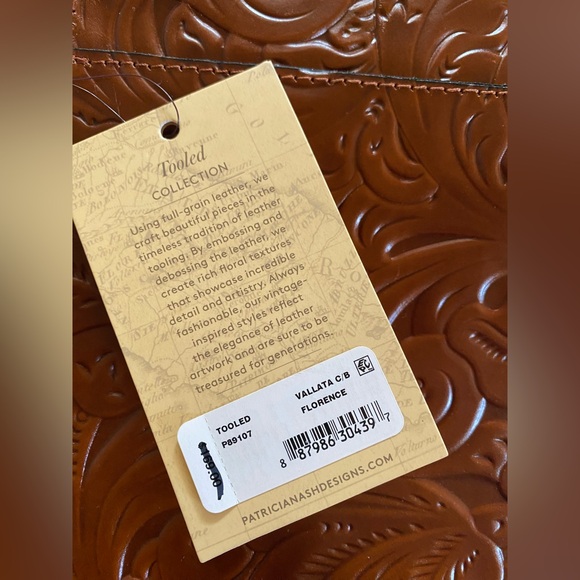 Tooled
COLLECTION
Using full-grain leather, we
craft beautiful pieces in the
timeless tradition of leather
tooling. By embossing and
debossing the leather, we
create rich floral textures
that showcase incredible
detail and artistry. Always
fashionable, our vintage-
inspired styles reflect
the elegance of leather
artwork and are sure to be
treasured for generations.
TOOLED
P89107
VALLATA C/B
FLORENCE
8 87986 30439 7
PATRICIANASHDESIGNS.COM